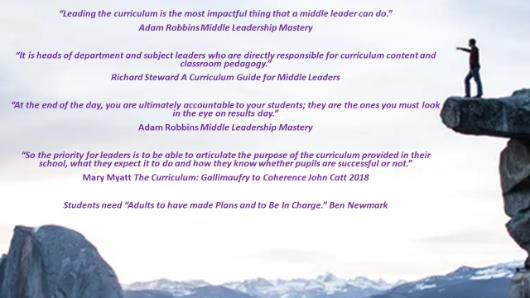 “Leading the curriculum is the most impactful thing that a middle leader can do.”
Adam Robbins Middle Leadership Mastery
“It is heads of department and subject leaders who are directly responsible for curriculum content and
classroom pedagogy.”
Richard Steward A Curriculum Guide for Middle Leaders
“At the end of the day, you are ultimately accountable to your students; they are the ones you must look
in the eye on results day.”
Adam Robbins Middle Leadership Mastery
“So the priority for leaders is to be able to articulate the purpose of the curriculum provided in their
school, what they expect it to do and how they know whether pupils are successful or not.”
Mary Myatt The Curriculum: Gallimaufry to Coherence John Catt 2018
Students need “Adults to have made Plans and to Be In Charge.” Ben Newmark